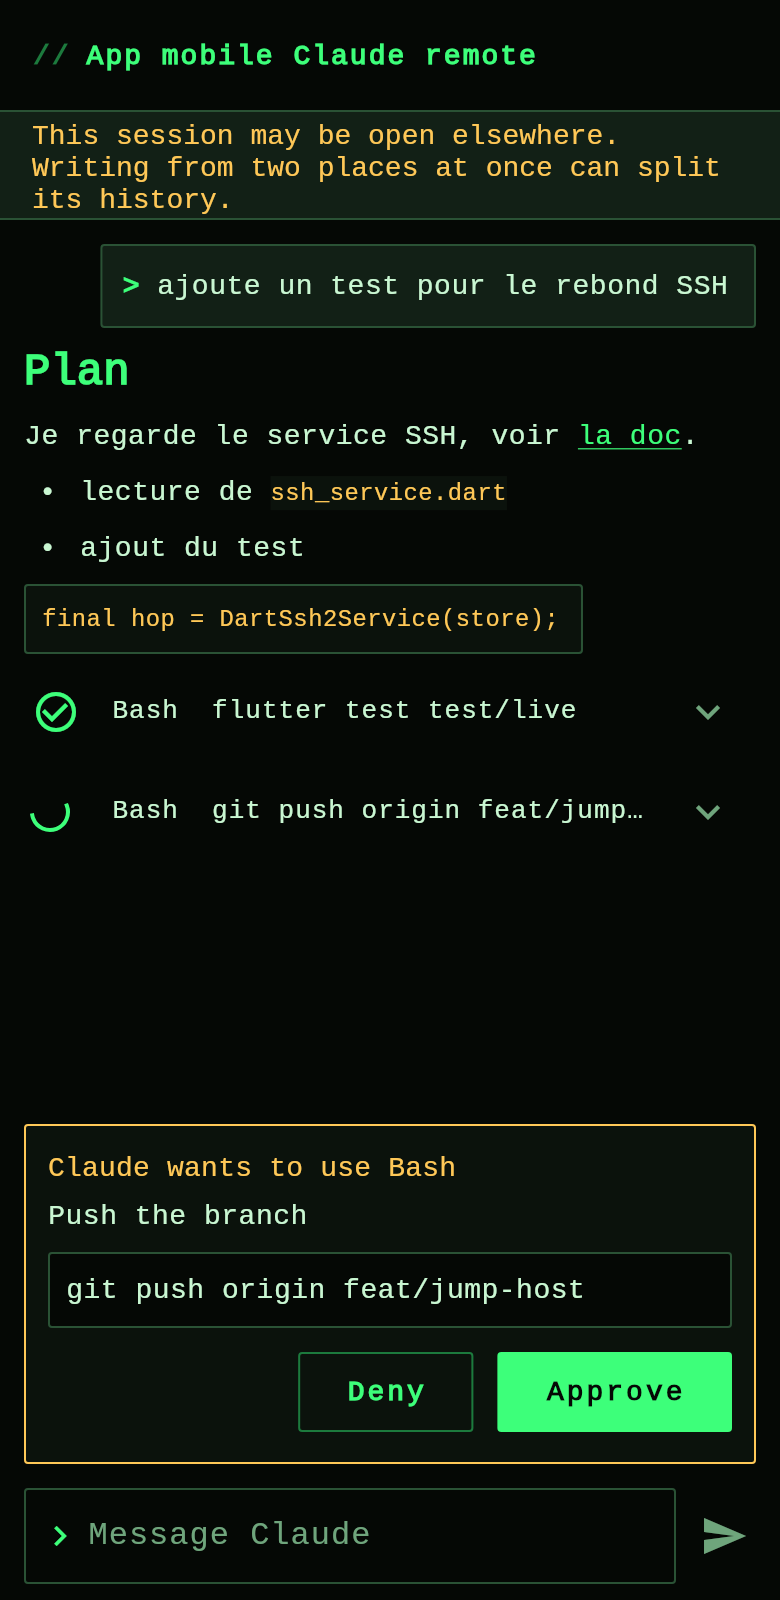 // App mobile Claude remote
This session may be open elsewhere.
Writing from two places at once can split
its history.
> ajoute un test pour le rebond SSH
Plan
Je regarde le service SSH, voir la doc.
• lecture de ssh_service.dart
• ajout du test
final hop = DartSsh2Service(store);
Bash flutter test test/live
Bash git push origin feat/jump…
Claude wants to use Bash
Push the branch
git push origin feat/jump-host
Deny Approve
Message Claude